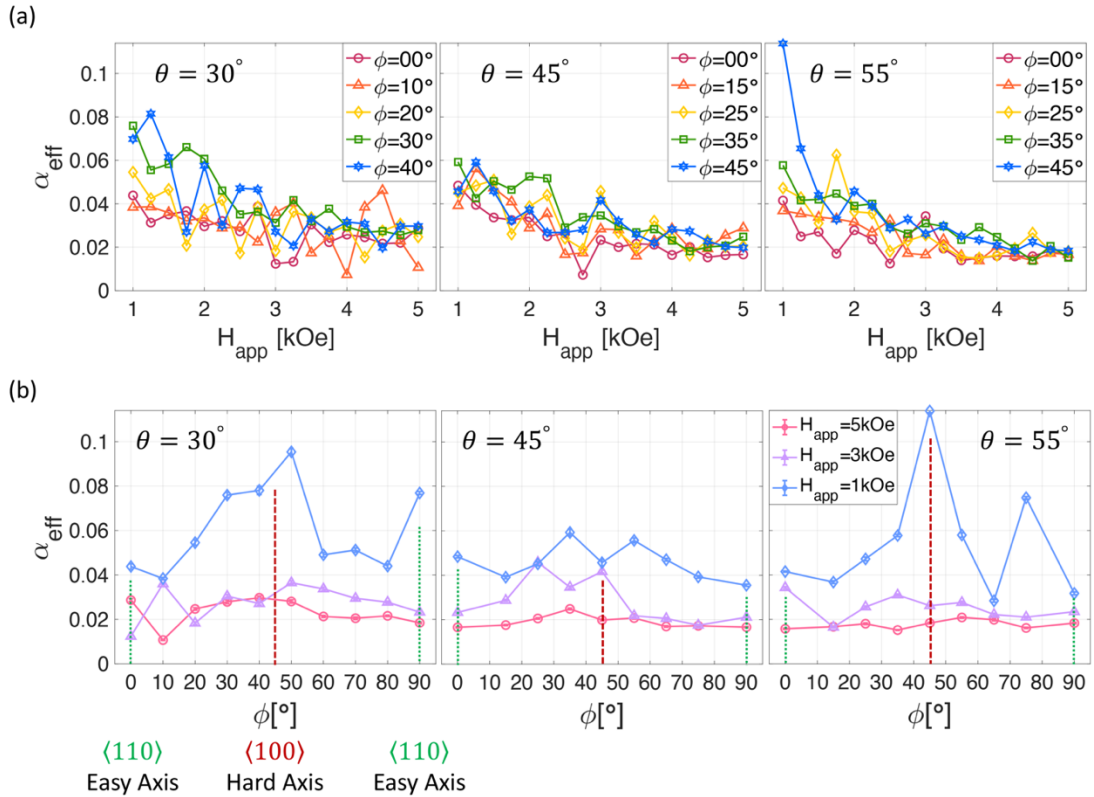 (a)
θ = 30°
ϕ=00°
ϕ=10°
ϕ=20°
ϕ=30°
ϕ=40°
θ = 45°
ϕ=00°
ϕ=15°
ϕ=25°
ϕ=35°
ϕ=45°
θ = 55°
ϕ=00°
ϕ=15°
ϕ=25°
ϕ=35°
ϕ=45°
α_eff
0.1
0.08
0.06
0.04
0.02
0
1 2 3 4 5
1 2 3 4 5
1 2 3 4 5
H_app [kOe]
H_app [kOe]
H_app [kOe]
(b)
θ = 30°
θ = 45°
H_app=5kOe
H_app=3kOe
H_app=1kOe
θ = 55°
α_eff
0.1
0.08
0.06
0.04
0.02
0
0 10 20 30 40 50 60 70 80 90
0 10 20 30 40 50 60 70 80 90
0 10 20 30 40 50 60 70 80 90
ϕ[°]
ϕ[°]
ϕ[°]
⟨110⟩ ⟨100⟩ ⟨110⟩
Easy Axis Hard Axis Easy Axis